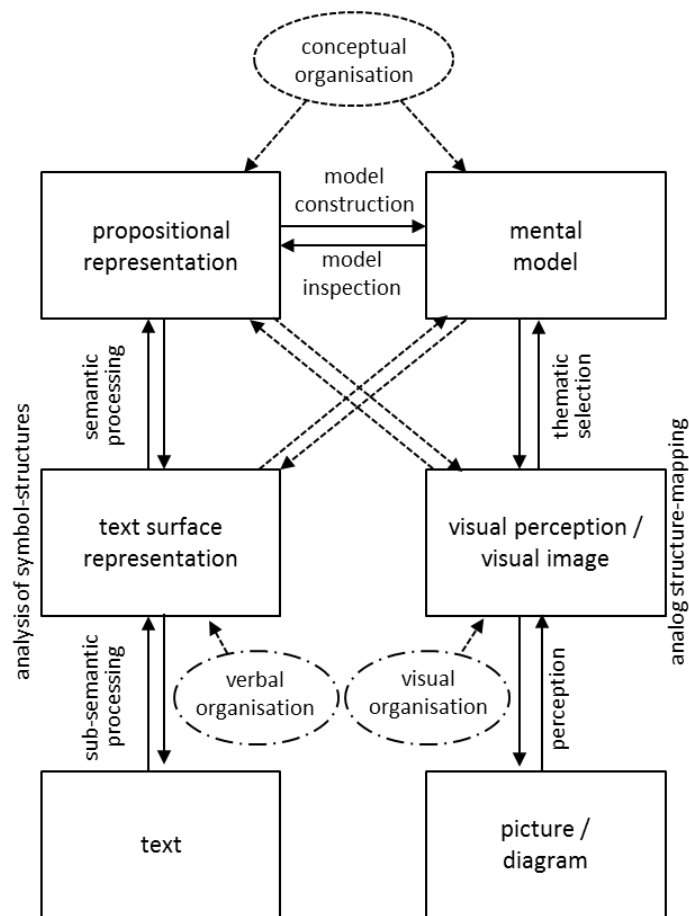 conceptual
organisation
propositional
representation
model
construction
model
inspection
mental
model
semantic
processing
thematic
selection
analysis of symbol-structures
text surface
representation
visual perception /
visual image
analog structure-mapping
sub-semantic
processing
verbal
organisation
visual
organisation
perception
text
picture /
diagram